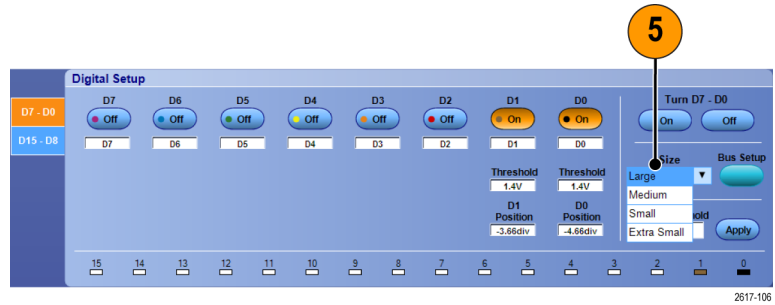 5
Digital Setup
D7 - D0
D15 - D8
D7 D6 D5 D4 D3 D2 D1 D0
Off Off Off Off Off Off On On
D7 D6 D5 D4 D3 D2 D1 D0
Threshold Threshold
1.4V 1.4V
D1 D0
Position Position
-3.66div -4.66div
Turn D7 - D0
On Off
Size Bus Setup
Large
Medium
Small
Extra Small
Apply
15 14 13 12 11 10 9 8 7 6 5 4 3 2 1 0
2617-106